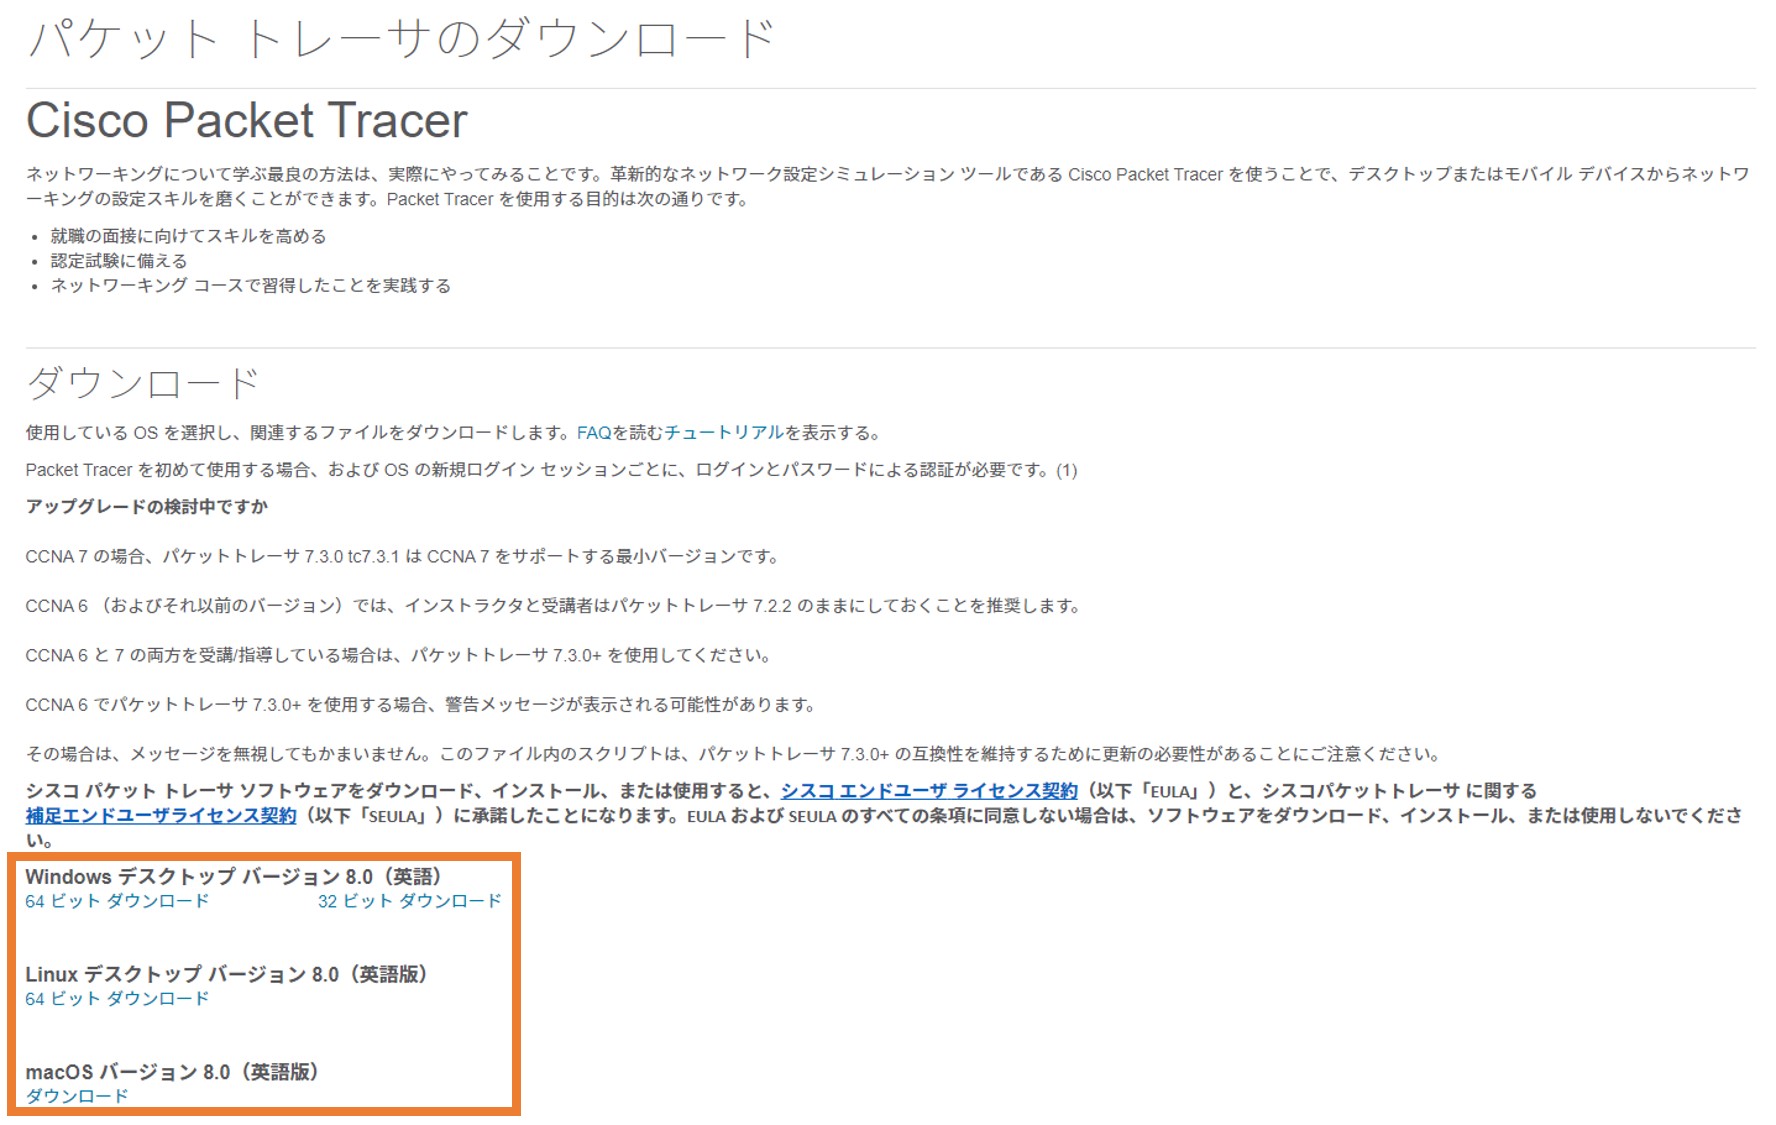 パケット トレーサのダウンロード
Cisco Packet Tracer
ネットワーキングについて学ぶ最良の方法は、実際にやってみることです。革新的なネットワーク設定シミュレーション ツールである Cisco Packet Tracer を使うことで、デスクトップまたはモバイル デバイスからネットワ
ーキングの設定スキルを磨くことができます。Packet Tracer を使用する目的は次の通りです。
• 就職の面接に向けてスキルを高める
• 認定試験に備える
• ネットワーキング コースで習得したことを実践する
ダウンロード
使用している OS を選択し、関連するファイルをダウンロードします。FAQを読むチュートリアルを表示する。
Packet Tracer を初めて使用する場合、および OS の新規ログイン セッションごとに、ログインとパスワードによる認証が必要です。(1)
アップグレードの検討中ですか
CCNA 7 の場合、パケットトレーサ 7.3.0 tc7.3.1 は CCNA 7 をサポートする最小バージョンです。
CCNA 6 （およびそれ以前のバージョン）では、インストラクタと受講者はパケットトレーサ 7.2.2 のままにしておくことを推奨します。
CCNA 6 と 7 の両方を受講/指導している場合は、パケットトレーサ 7.3.0+ を使用してください。
CCNA 6 でパケットトレーサ 7.3.0+ を使用する場合、警告メッセージが表示される可能性があります。
その場合は、メッセージを無視してもかまいません。このファイル内のスクリプトは、パケットトレーサ 7.3.0+ の互換性を維持するために更新の必要性があることにご注意ください。
シスコ パケット トレーサ ソフトウェアをダウンロード、インストール、または使用すると、シスコ エンドユーザ ライセンス契約（以下「EULA」）と、シスコパケットトレーサ に関する
補足エンドユーザライセンス契約（以下「SEULA」）に承諾したことになります。EULA および SEULA のすべての条項に同意しない場合は、ソフトウェアをダウンロード、インストール、または使用しないでくださ
い。
Windows デスクトップ バージョン 8.0（英語）
64 ビット ダウンロード 32 ビット ダウンロード
Linux デスクトップ バージョン 8.0（英語版）
64 ビット ダウンロード
macOS バージョン 8.0（英語版）
ダウンロード